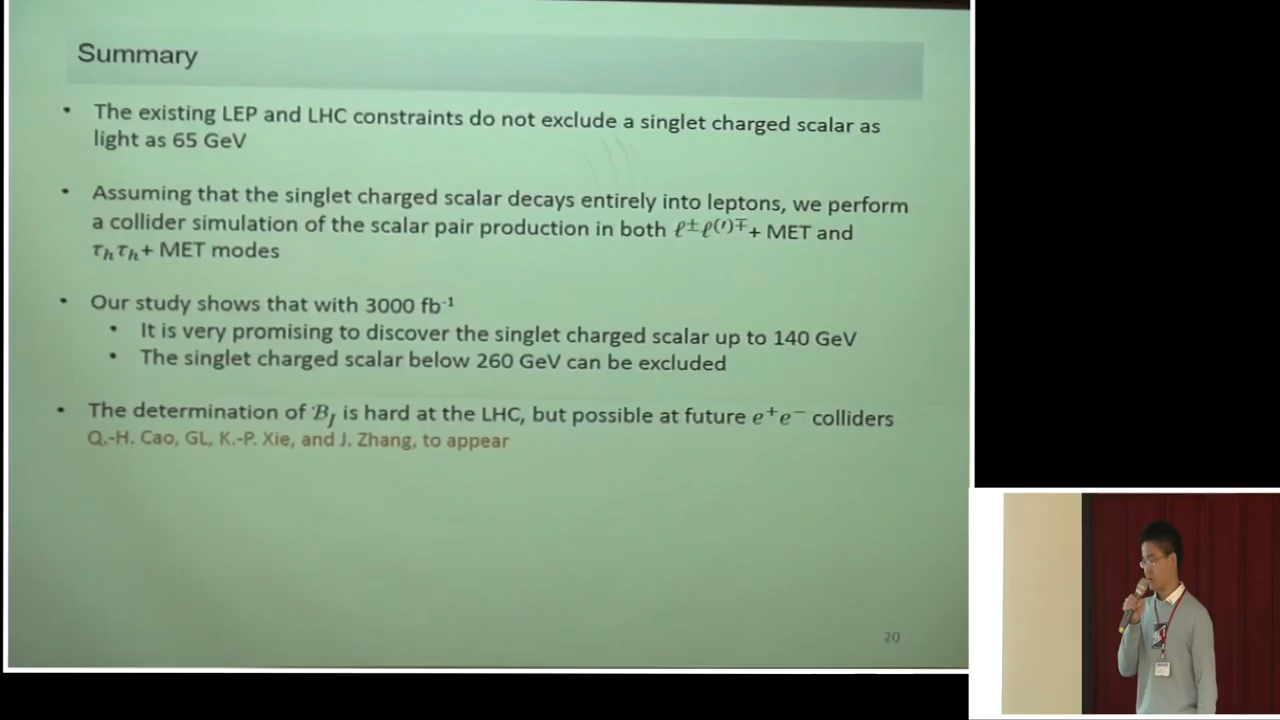 Summary
• The existing LEP and LHC constraints do not exclude a singlet charged scalar as
light as 65 GeV
• Assuming that the singlet charged scalar decays entirely into leptons, we perform
a collider simulation of the scalar pair production in both ℓ±ℓ(′)∓+ MET and
τₕτₕ+ MET modes
• Our study shows that with 3000 fb⁻¹
• It is very promising to discover the singlet charged scalar up to 140 GeV
• The singlet charged scalar below 260 GeV can be excluded
• The determination of ℬⱼ is hard at the LHC, but possible at future e⁺e⁻ colliders
Q.-H. Cao, GL, K.-P. Xie, and J. Zhang, to appear
20